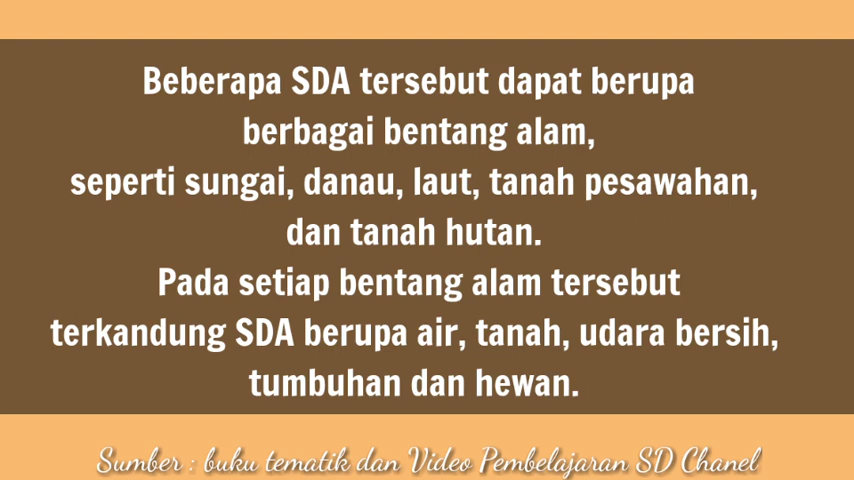 Beberapa SDA tersebut dapat berupa
berbagai bentang alam,
seperti sungai, danau, laut, tanah pesawahan,
dan tanah hutan.
Pada setiap bentang alam tersebut
terkandung SDA berupa air, tanah, udara bersih,
tumbuhan dan hewan.
Sumber : buku tematik dan Video Pembelajaran SD Chanel